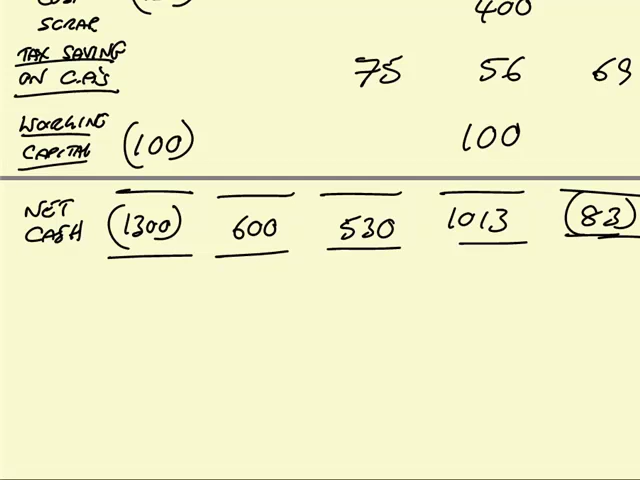 400
SCRAP
TAX SAVING
ON C.A's 75 56 69
WORKING
CAPITAL (100) 100
NET
CASH (1300) 600 530 1013 (83)